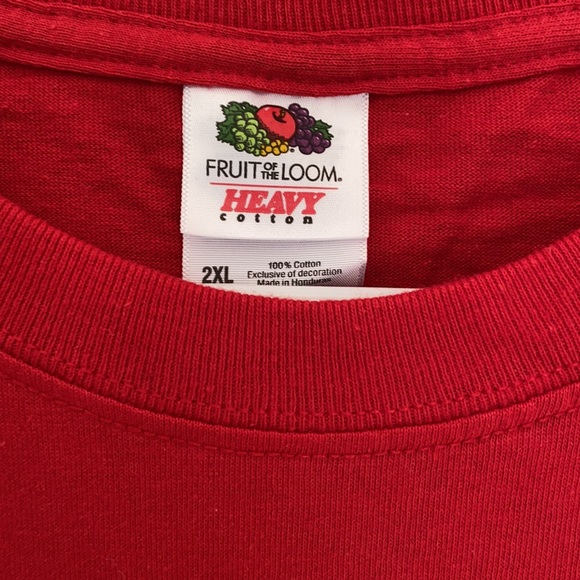 FRUIT OF THE LOOM.
HEAVY
cotton
2XL
100% Cotton
Exclusive of decoration
Made in Honduras